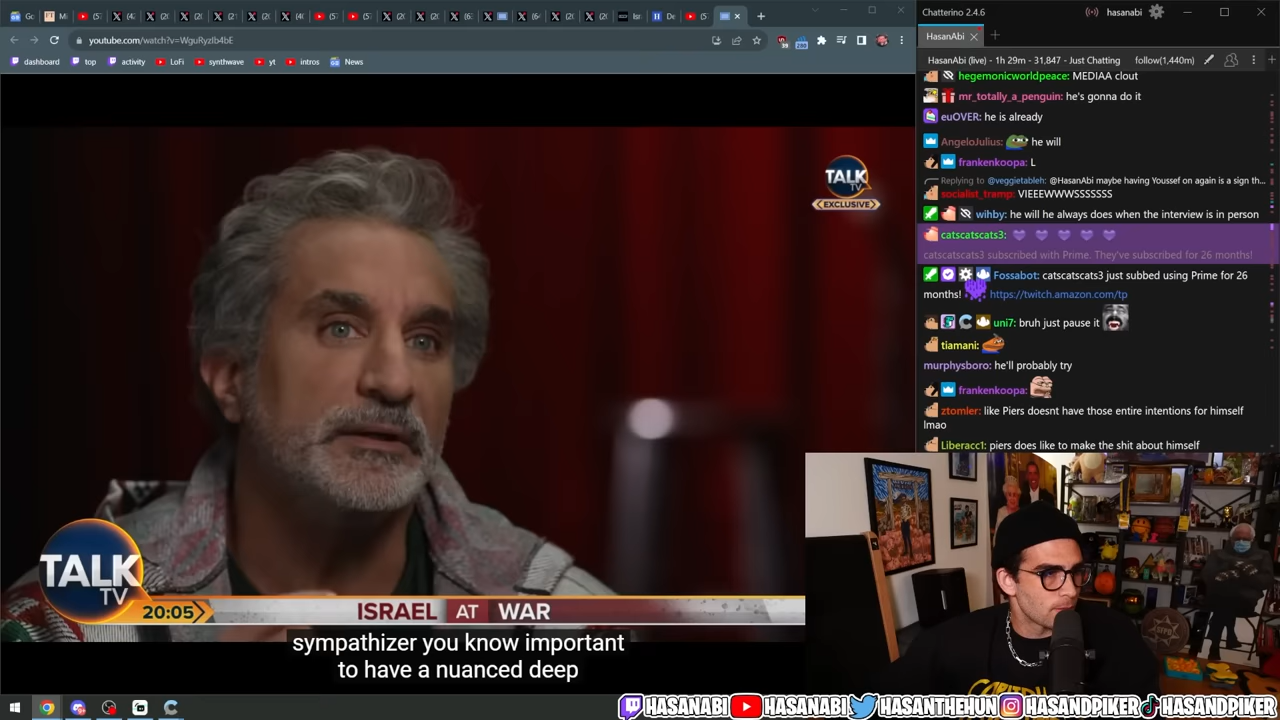 youtube.com/watch?v=WguRyzIb4bE
dashboard
top
activity
LoFi
synthwave
yt
intros
News
TALK
TV
EXCLUSIVE
TALK
TV
20:05
ISRAEL AT WAR
sympathizer you know important
to have a nuanced deep
Chatterino 2.4.6
hasanabi
HasanAbi
HasanAbi (live) - 1h 29m - 31,847 - Just Chatting
follow(1,440m)
hegemonicworldpeace: MEDIAA clout
mr_totally_a_penguin: he's gonna do it
euOVER: he is already
AngeloJulius: he will
frankenkoopa: L
Replying to @veggietableh: @HasanAbi maybe having Youssef on again is a sign th...
socialist_tramp: VIEEEWWWSSSSSSS
wihby: he will he always does when the interview is in person
catscatscats3: 💜 💜 💜 💜 💜
catscatscats3 subscribed with Prime. They've subscribed for 26 months!
Fossabot: catscatscats3 just subbed using Prime for 26
months! https://twitch.amazon.com/tp
uni7: bruh just pause it
tiamani:
murphysboro: he'll probably try
frankenkoopa:
ztomler: like Piers doesnt have those entire intentions for himself
lmao
Liberacc1: piers does like to make the shit about himself
HASANABI HASANABI HASANTHEHUN HASANDPIKER HASANDPIKER